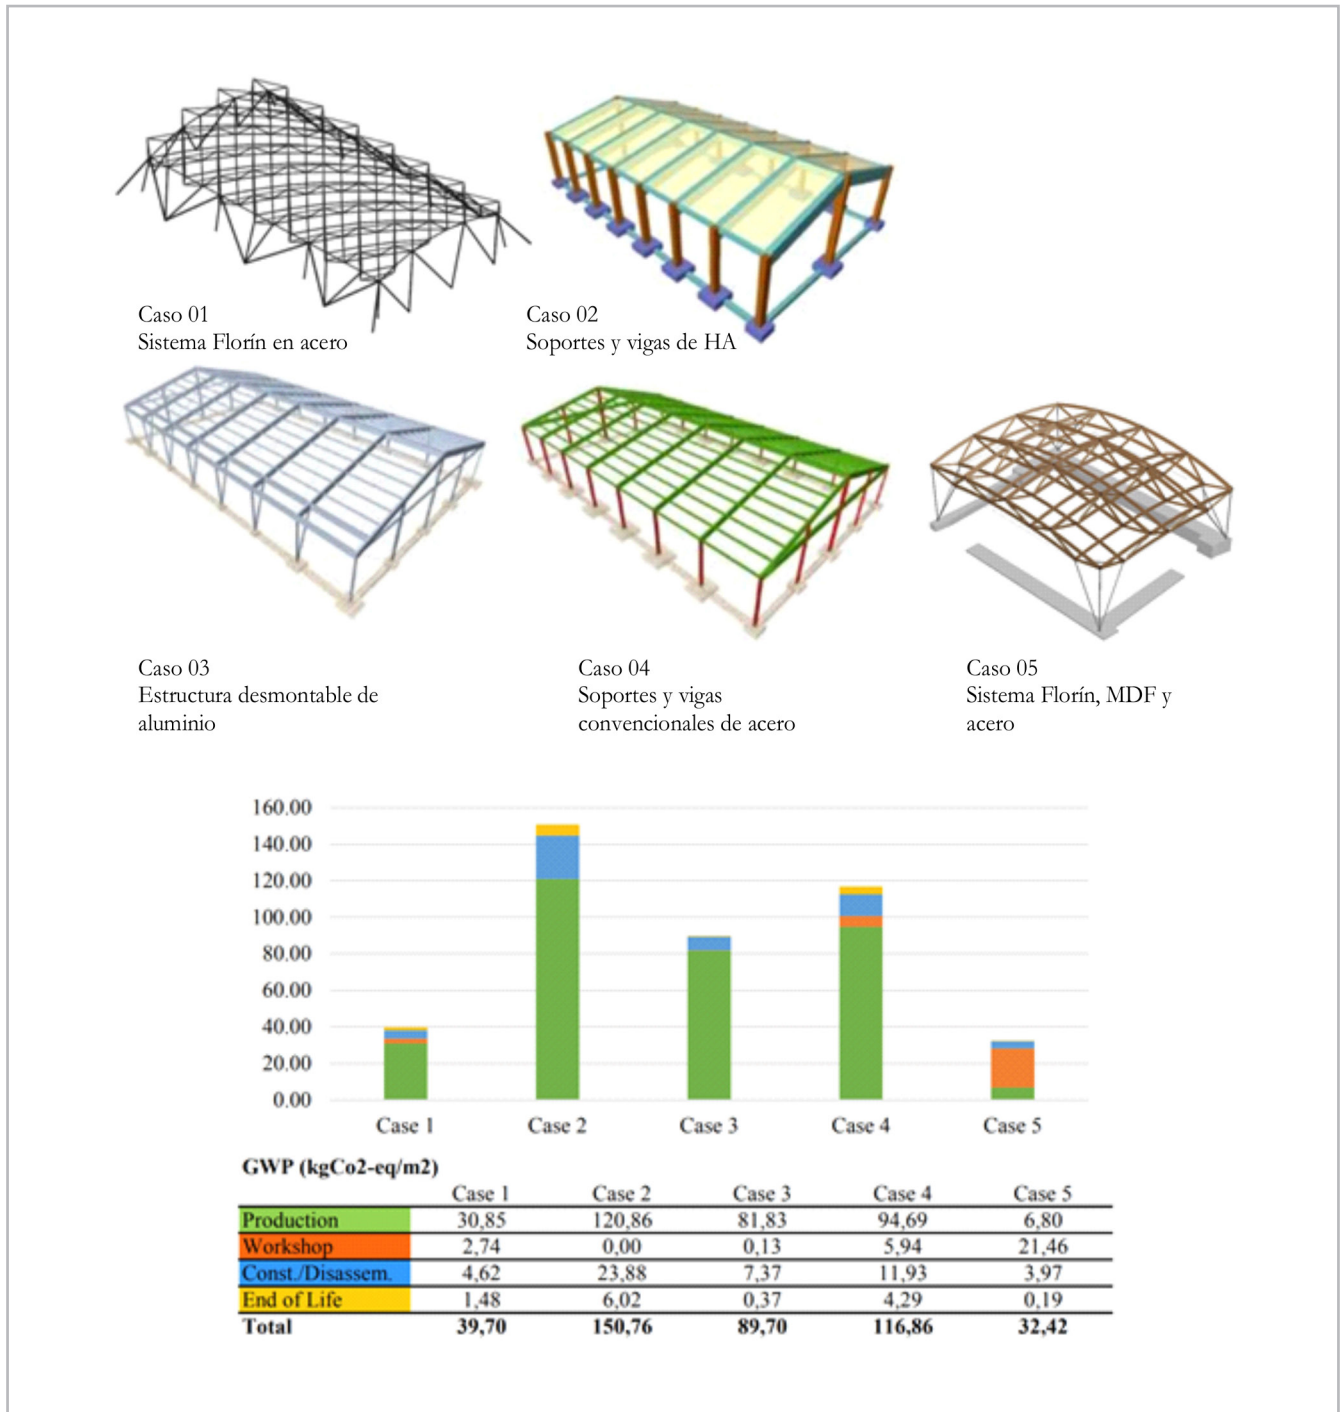 Caso 01
Sistema Florín en acero
Caso 02
Soportes y vigas de HA
Caso 03
Estructura desmontable de
aluminio
Caso 04
Soportes y vigas
convencionales de acero
Caso 05
Sistema Florín, MDF y
acero
160.00
140.00
120.00
100.00
80.00
60.00
40.00
20.00
0.00
Case 1 Case 2 Case 3 Case 4 Case 5
GWP (kgCo2-eq/m2)
Case 1 Case 2 Case 3 Case 4 Case 5
Production 30,85 120,86 81,83 94,69 6,80
Workshop 2,74 0,00 0,13 5,94 21,46
Const./Disassem. 4,62 23,88 7,37 11,93 3,97
End of Life 1,48 6,02 0,37 4,29 0,19
Total 39,70 150,76 89,70 116,86 32,42